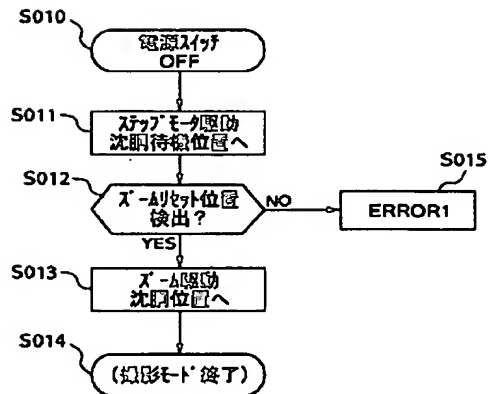 S010
電源スイッチ
OFF
S011
ステップモータ駆動
沈胴待機位置へ
S012
ズームリセット位置
検出?
NO
S015
ERROR1
YES
S013
ズーム駆動
沈胴位置へ
S014
(撮影モード終了)